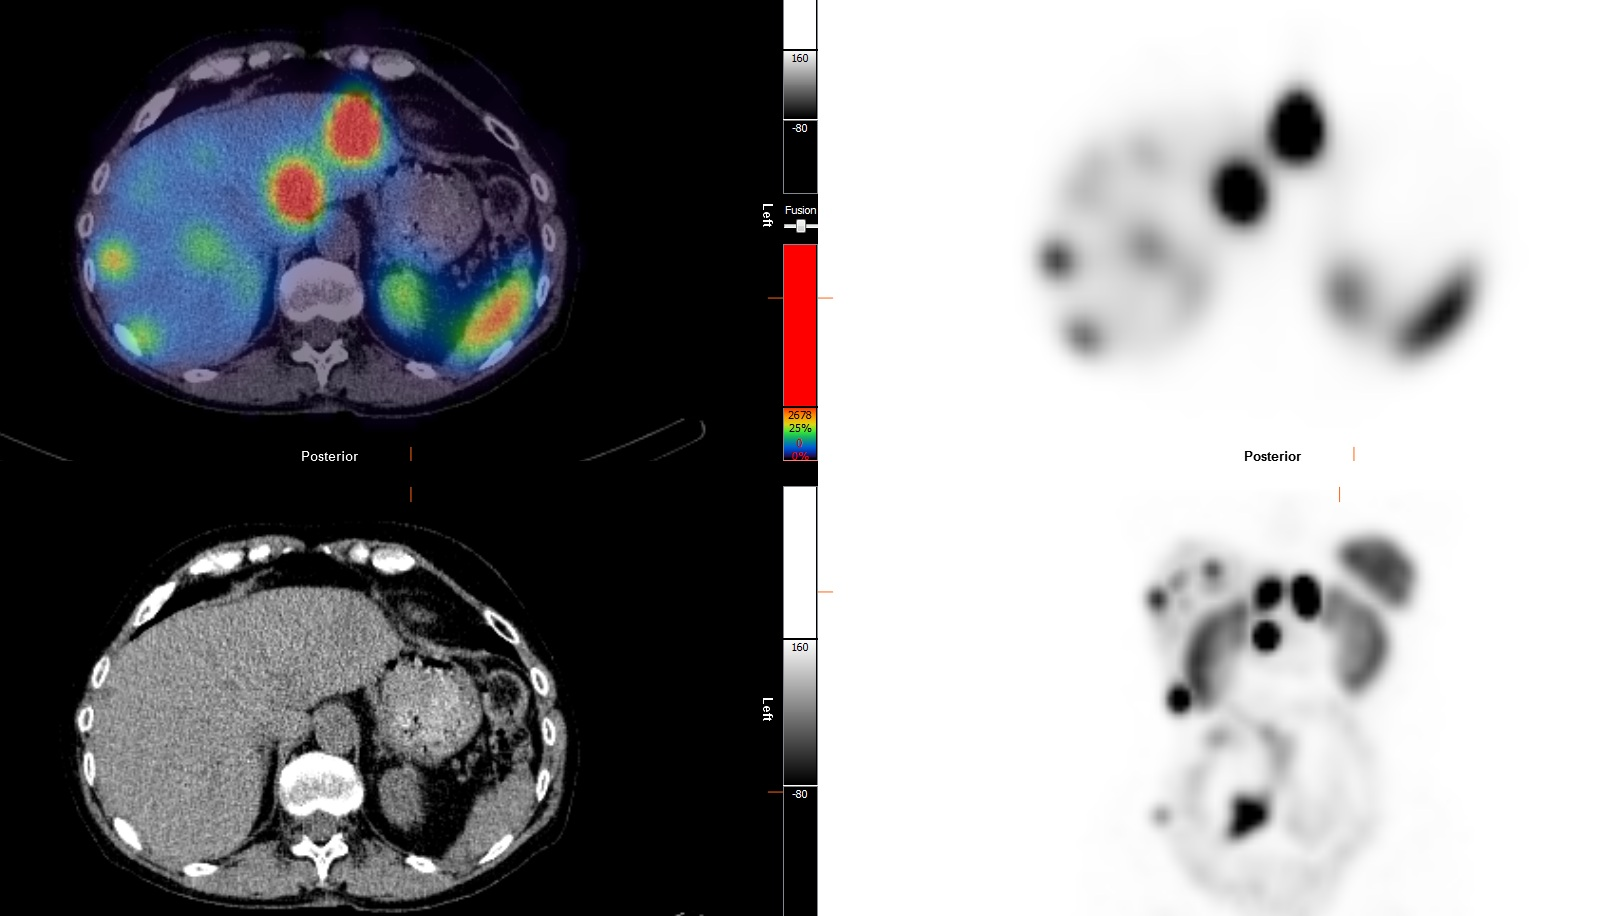 160
-80
Left
Fusion
2678
25%
0
0%
Posterior
Posterior
160
Left
-80